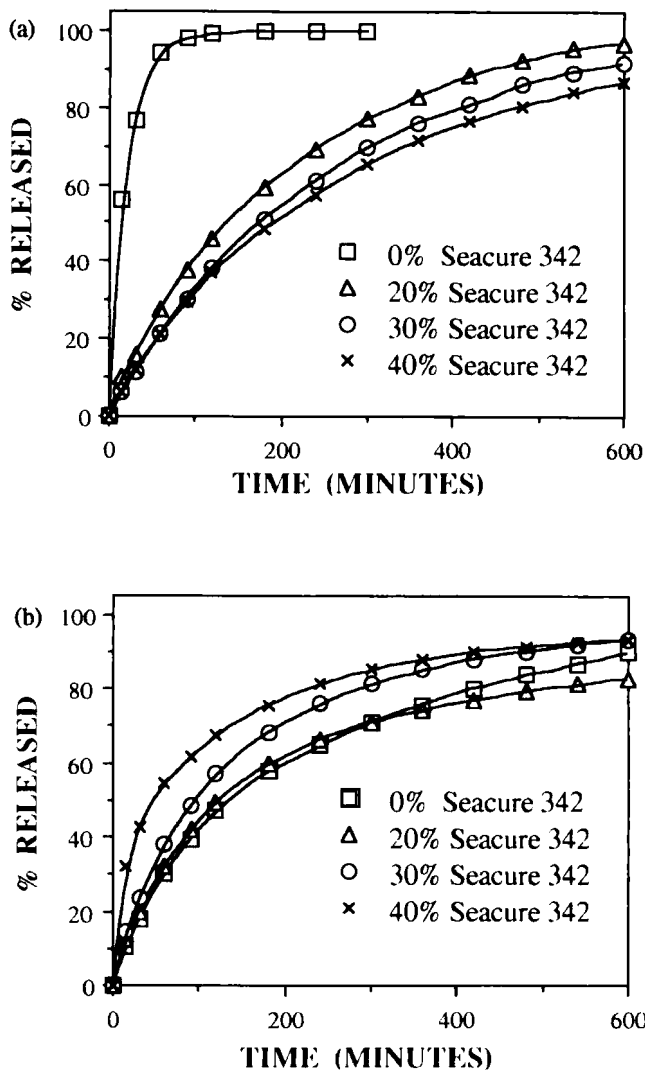 (a)
100
80
60
40
20
0
% RELEASED
0% Seacure 342
20% Seacure 342
30% Seacure 342
40% Seacure 342
0 200 400 600
TIME (MINUTES)
(b)
100
80
60
40
20
0
% RELEASED
0% Seacure 342
20% Seacure 342
30% Seacure 342
40% Seacure 342
0 200 400 600
TIME (MINUTES)